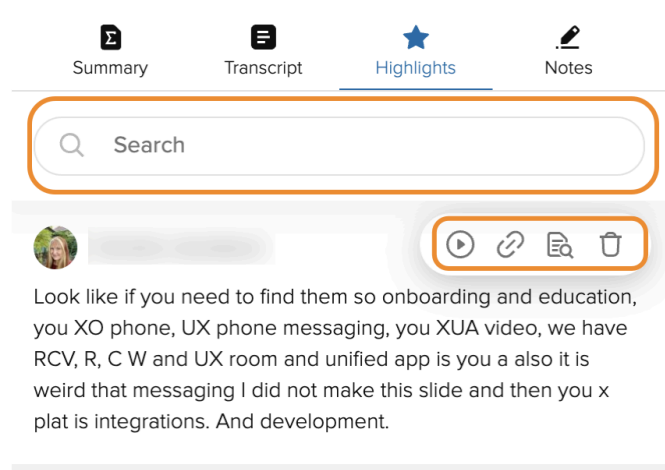 Summary Transcript Highlights Notes
Search
Look like if you need to find them so onboarding and education,
you XO phone, UX phone messaging, you XUA video, we have
RCV, R, C W and UX room and unified app is you a also it is
weird that messaging I did not make this slide and then you x
plat is integrations. And development.